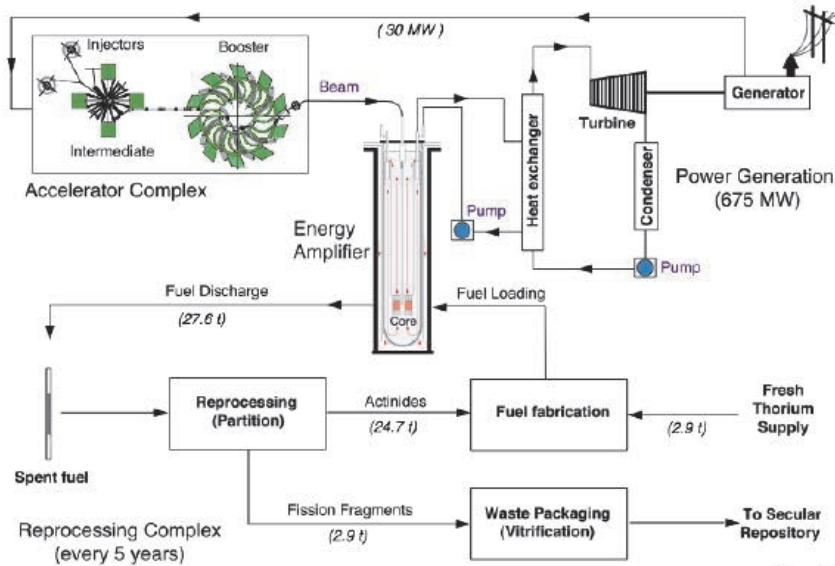 ( 30 MW )
Injectors
Booster
Beam
Intermediate
Accelerator Complex
Turbine
Generator
Heat exchanger
Condenser
Power Generation
(675 MW)
Pump
Pump
Energy
Amplifier
Core
Fuel Discharge
(27.6 t)
Fuel Loading
Spent fuel
Reprocessing
(Partition)
Actinides
(24.7 t)
Fuel fabrication
(2.9 t)
Fresh
Thorium
Supply
Fission Fragments
(2.9 t)
Waste Packaging
(Vitrification)
To Secular
Repository
Reprocessing Complex
(every 5 years)